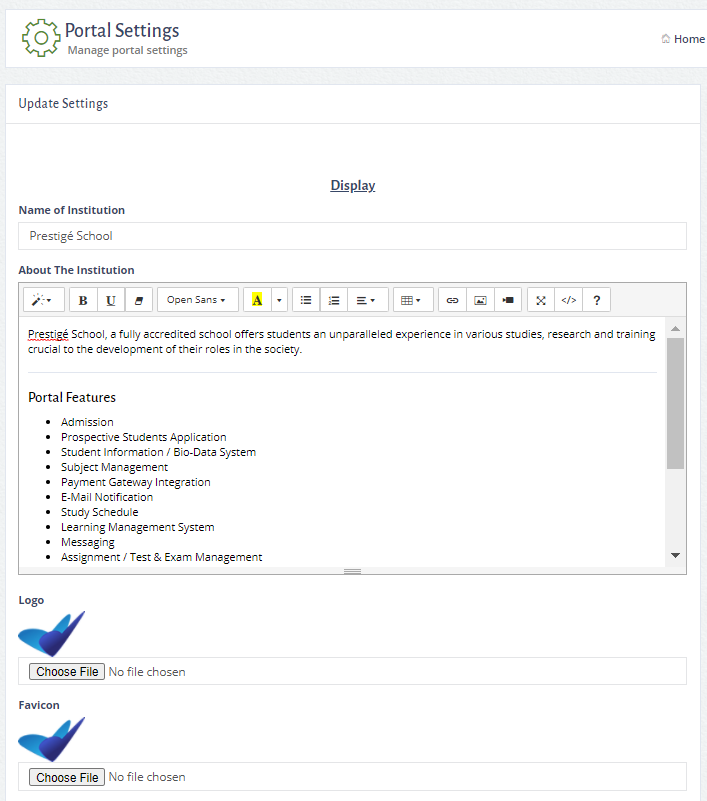 Portal Settings
Manage portal settings
Home
Update Settings
Display
Name of Institution
Prestigé School
About The Institution
B U Open Sans A </> ?
Prestigé School, a fully accredited school offers students an unparalleled experience in various studies, research and training
crucial to the development of their roles in the society.
Portal Features
Admission
Prospective Students Application
Student Information / Bio-Data System
Subject Management
Payment Gateway Integration
E-Mail Notification
Study Schedule
Learning Management System
Messaging
Assignment / Test & Exam Management
Logo
Choose File No file chosen
Favicon
Choose File No file chosen